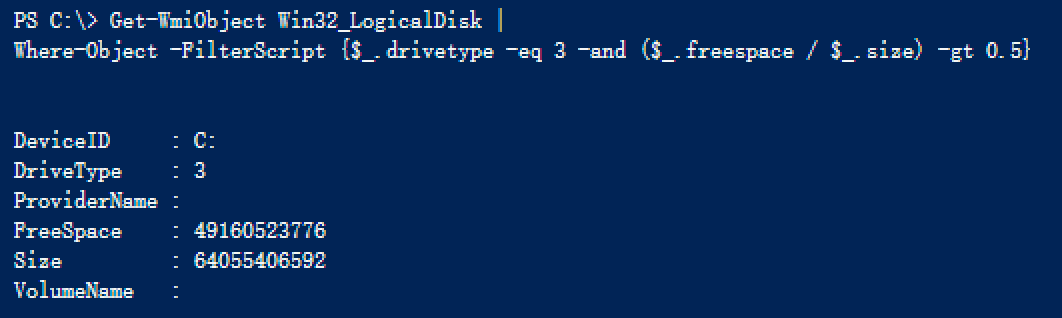 PS C:\> Get-WmiObject Win32_LogicalDisk |
Where-Object -FilterScript {$_.drivetype -eq 3 -and ($_.freespace / $_.size) -gt 0.5}
DeviceID : C:
DriveType : 3
ProviderName :
FreeSpace : 49160523776
Size : 64055406592
VolumeName :